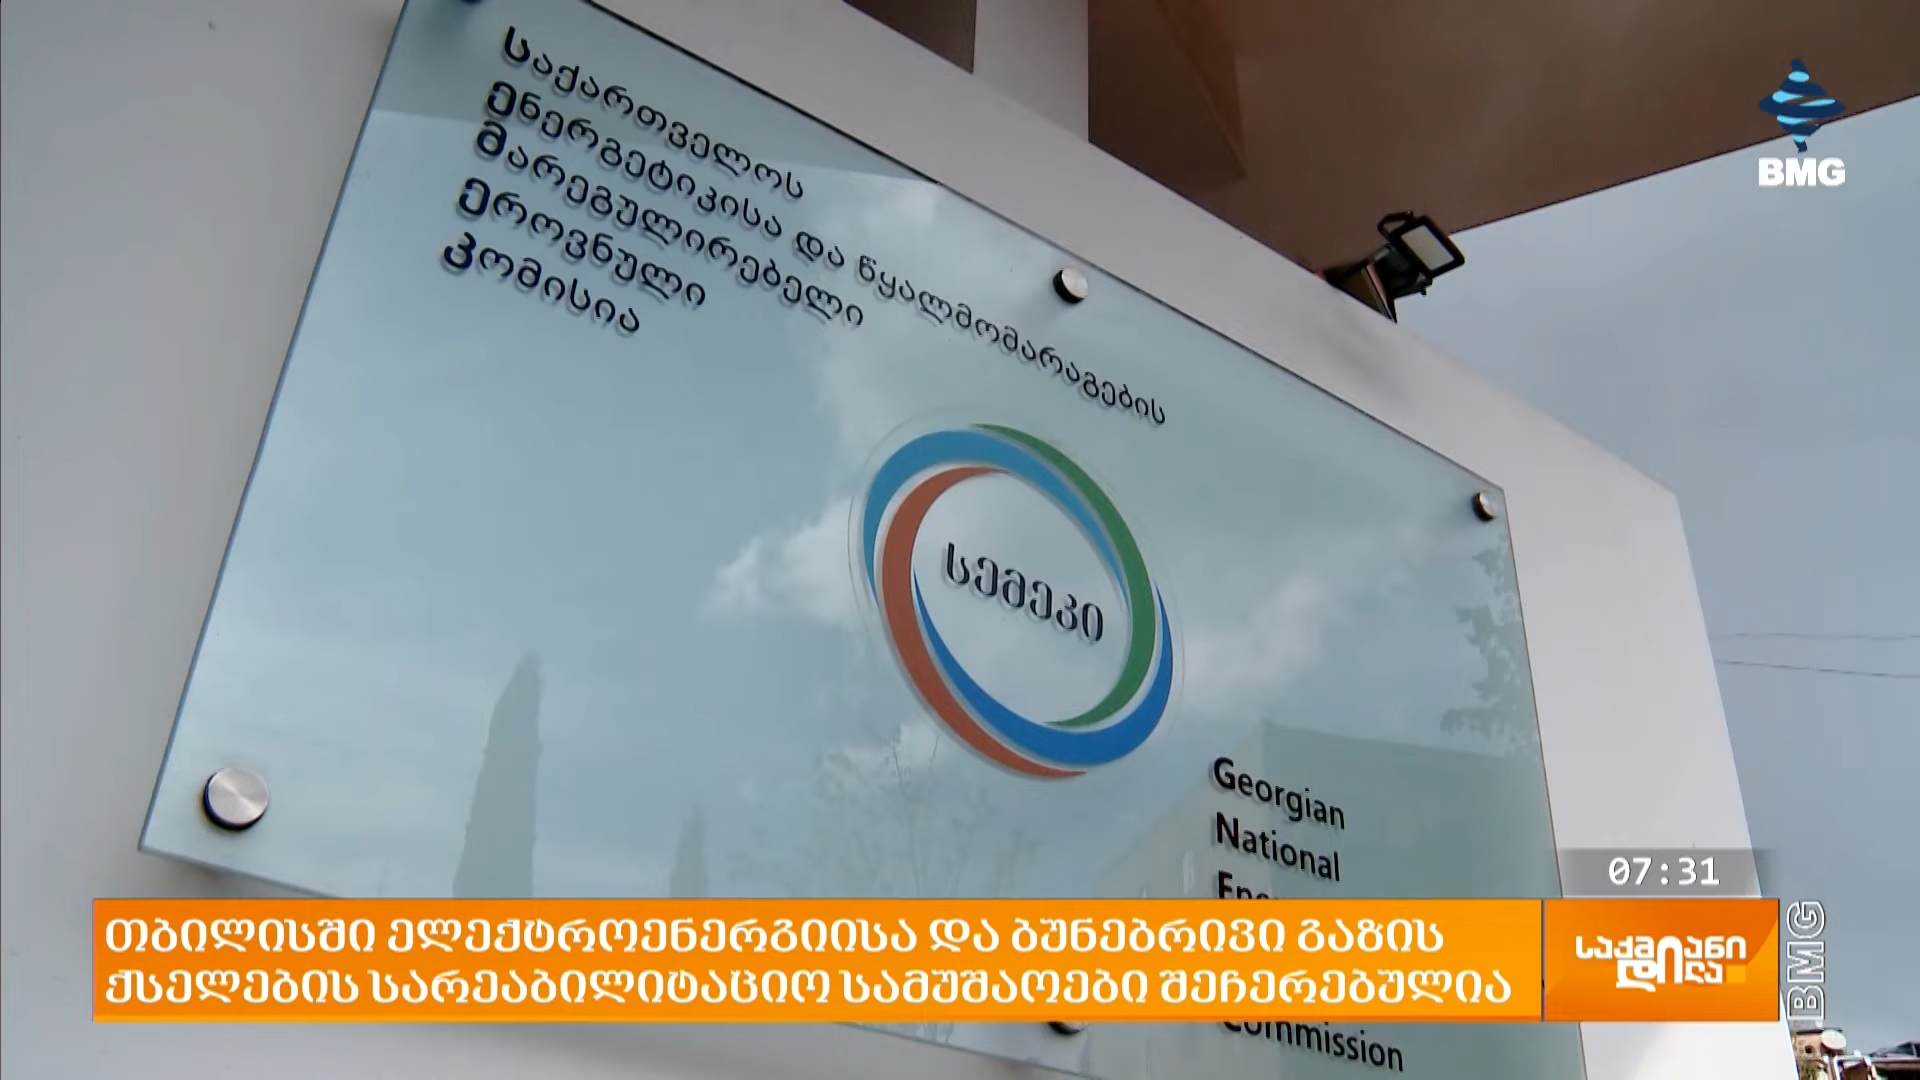 საქართველოს
ენერგეტიკისა და წყალმომარაგების
მარეგულირებელი
ეროვნული
კომისია
BMG
სემეკი
Georgian
National
Commission
07:31
თბილისში ელექტროენერგიისა და ბუნებრივი გაზის
ქსელების სარეაბილიტაციო სამუშაოები შეჩერებულია
საქმიანი
დილა
BMG